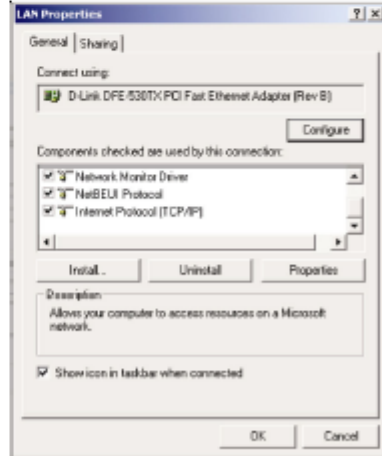 LAN Properties
General
Sharing
Connect using:
D-Link DFE-530TX PCI Fast Ethernet Adapter (Rev B)
Configure
Components checked are used by this connection:
Network Monitor Driver
NetBEUI Protocol
Internet Protocol (TCP/IP)
Install...
Uninstall
Properties
Description
Allows your computer to access resources on a Microsoft
network.
Show icon in taskbar when connected
OK
Cancel